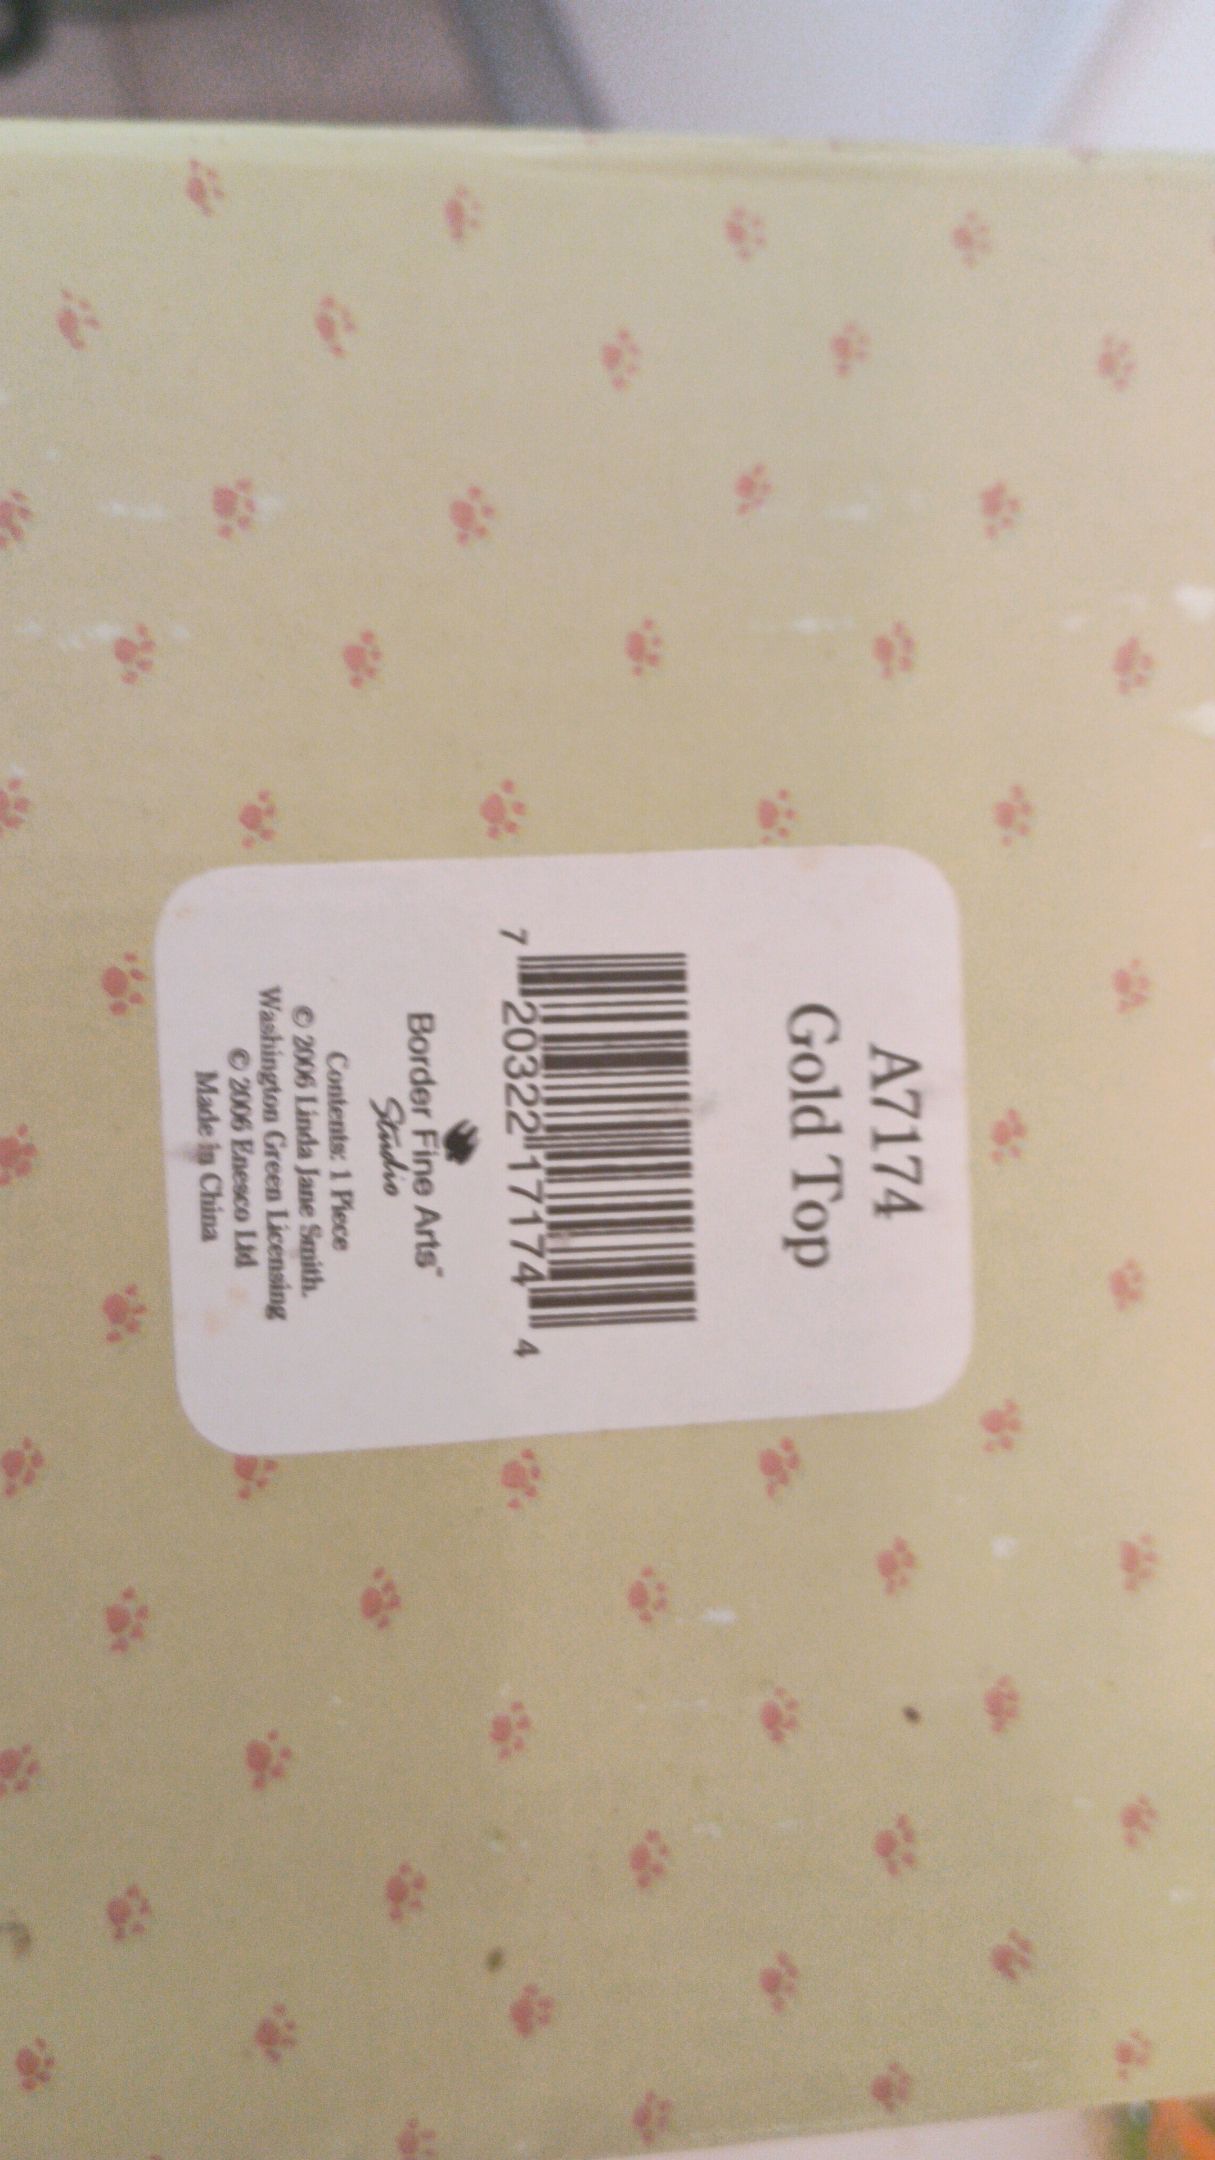 A7174
Gold Top
7 20322 17174 4
Border Fine Arts™
Studio
Contents: 1 Piece
© 2006 Linda Jane Smith.
Washington Green Licensing
© 2006 Enesco Ltd
Made in China